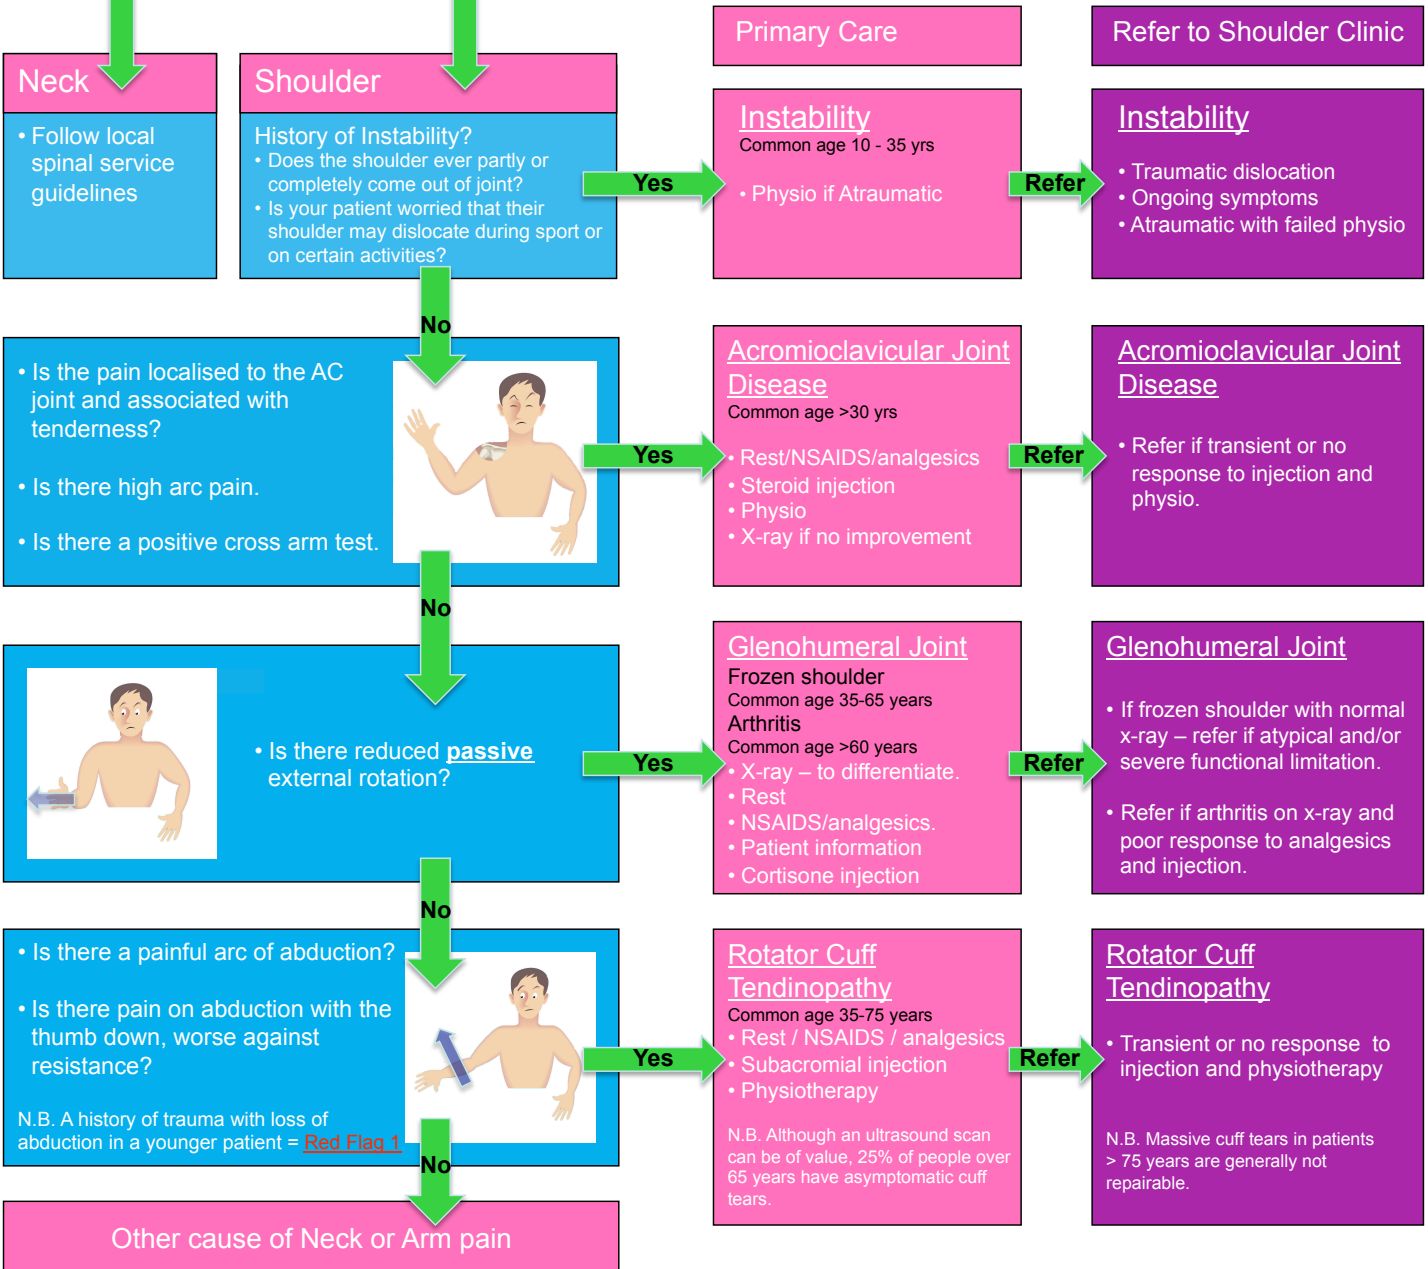 Primary Care
Refer to Shoulder Clinic
Neck
• Follow local
spinal service
guidelines
Shoulder
History of Instability?
• Does the shoulder ever partly or
completely come out of joint?
• Is your patient worried that their
shoulder may dislocate during sport or
on certain activities?
Yes
Instability
Common age 10 - 35 yrs
• Physio if Atraumatic
Refer
Instability
• Traumatic dislocation
• Ongoing symptoms
• Atraumatic with failed physio
No
• Is the pain localised to the AC
joint and associated with
tenderness?
• Is there high arc pain.
• Is there a positive cross arm test.
Yes
Acromioclavicular Joint
Disease
Common age >30 yrs
• Rest/NSAIDS/analgesics
• Steroid injection
• Physio
• X-ray if no improvement
Refer
Acromioclavicular Joint
Disease
• Refer if transient or no
response to injection and
physio.
No
• Is there reduced passive
external rotation?
Yes
Glenohumeral Joint
Frozen shoulder
Common age 35-65 years
Arthritis
Common age >60 years
• X-ray – to differentiate.
• Rest
• NSAIDS/analgesics.
• Patient information
• Cortisone injection
Refer
Glenohumeral Joint
• If frozen shoulder with normal
x-ray – refer if atypical and/or
severe functional limitation.
• Refer if arthritis on x-ray and
poor response to analgesics
and injection.
No
• Is there a painful arc of abduction?
• Is there pain on abduction with the
thumb down, worse against
resistance?
N.B. A history of trauma with loss of
abduction in a younger patient = Red Flag 1
Yes
Rotator Cuff
Tendinopathy
Common age 35-75 years
• Rest / NSAIDS / analgesics
• Subacromial injection
• Physiotherapy
N.B. Although an ultrasound scan
can be of value, 25% of people over
65 years have asymptomatic cuff
tears.
Refer
Rotator Cuff
Tendinopathy
• Transient or no response to
injection and physiotherapy
N.B. Massive cuff tears in patients
> 75 years are generally not
repairable.
No
Other cause of Neck or Arm pain